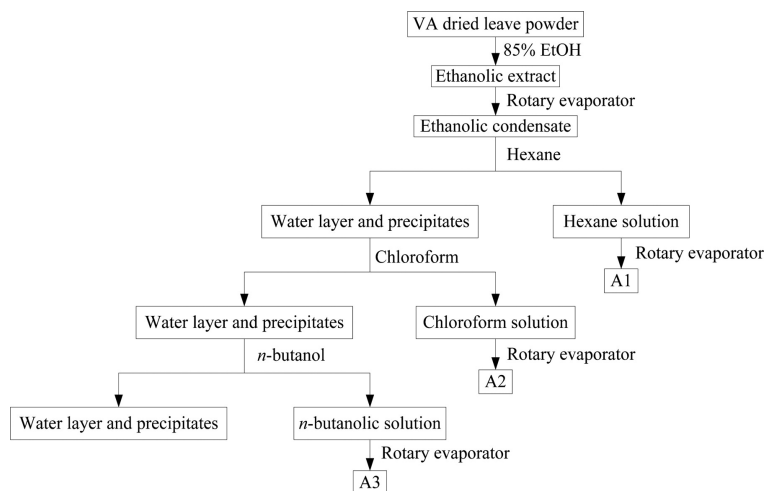 VA dried leave powder
85% EtOH
Ethanolic extract
Rotary evaporator
Ethanolic condensate
Hexane
Water layer and precipitates
Hexane solution
Chloroform
Rotary evaporator
A1
Water layer and precipitates
Chloroform solution
n-butanol
Rotary evaporator
A2
Water layer and precipitates
n-butanolic solution
Rotary evaporator
A3